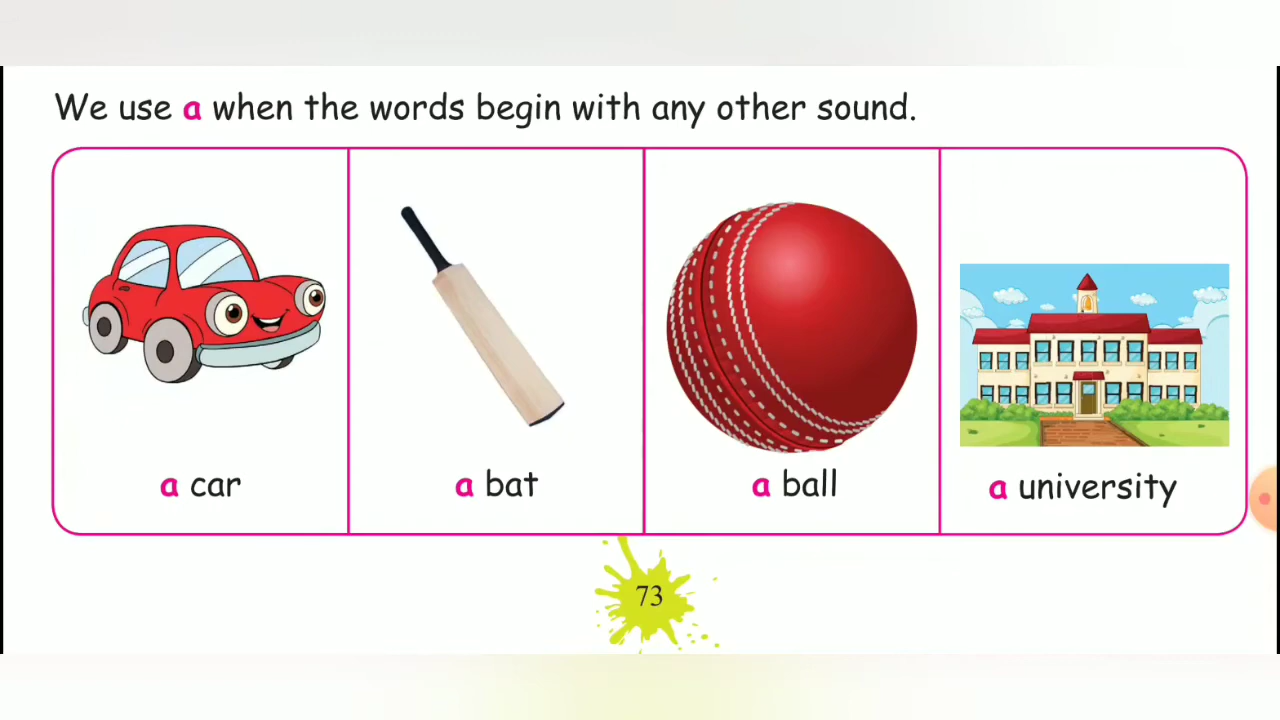 We use a when the words begin with any other sound.
a car
a bat
a ball
a university
73